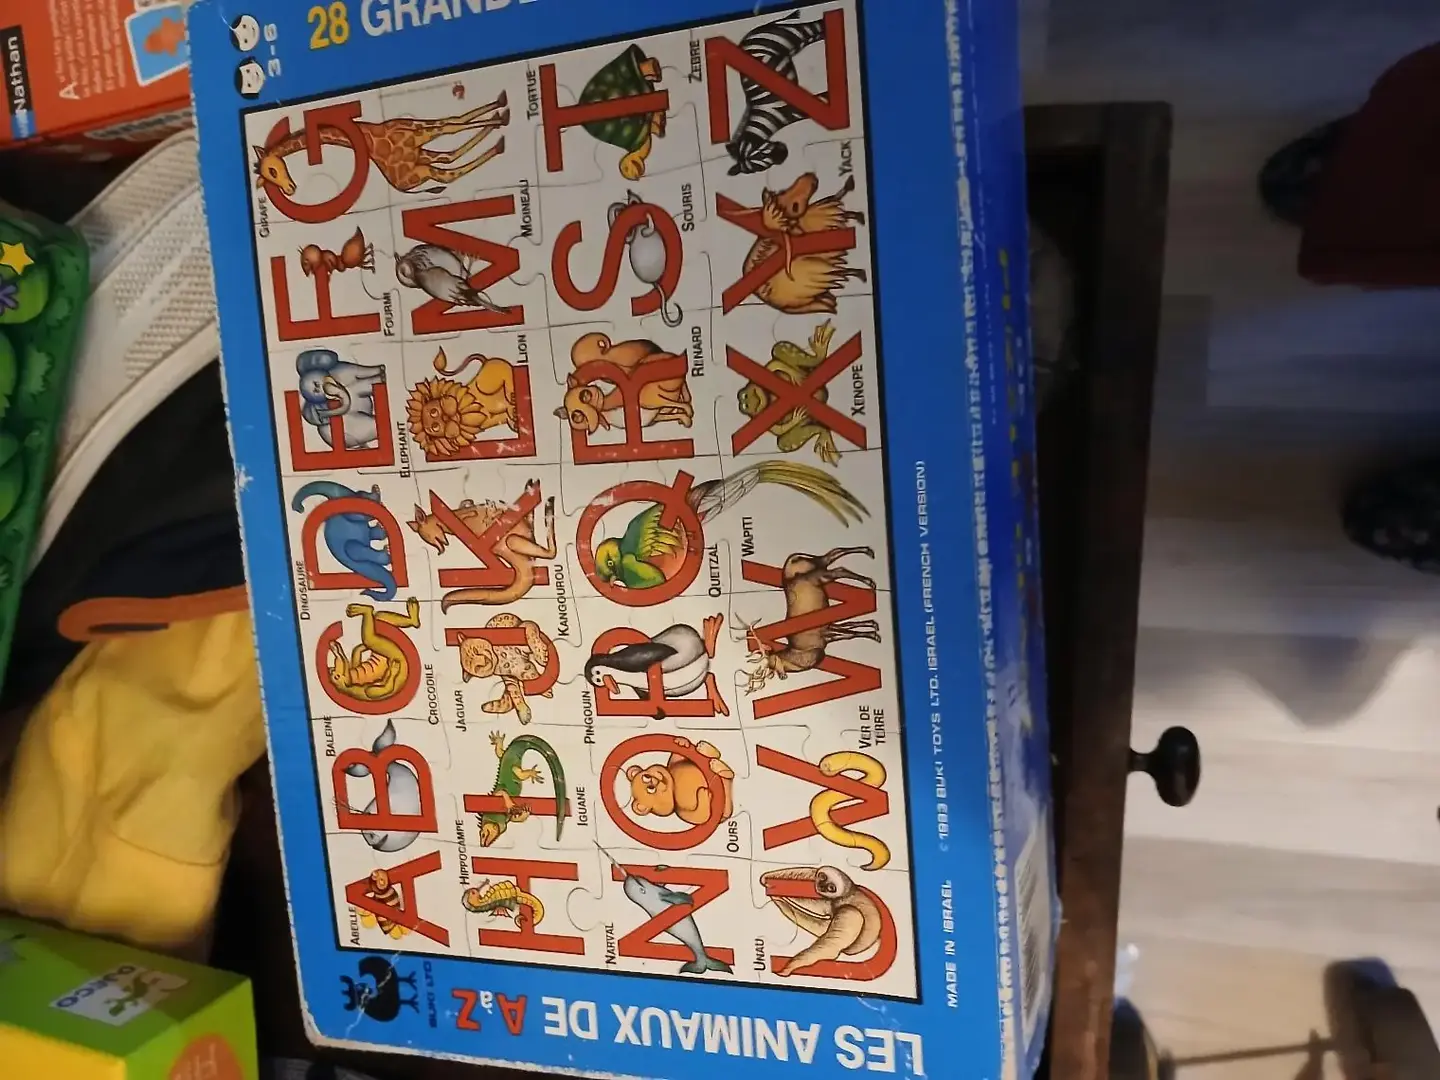 28 GRANDE
3-6
LES ANIMAUX DE A à Z
BUKI LTD
ABEILLE
A
BALEINE
B
CROCODILE
C
DINOSAURE
D
ELEPHANT
E
FOURMI
F
GIRAFE
G
HIPPOCAMPE
H
IGUANE
I
JAGUAR
J
KANGOUROU
K
LION
L
MOINEAU
M
NARVAL
N
OURS
O
PINGOUIN
P
QUETZAL
Q
RENARD
R
SOURIS
S
TORTUE
T
UNAU
U
VER DE
TERRE
V
WAPITI
W
XENOPE
X
YACK
Y
ZEBRE
Z
MADE IN ISRAEL
© 1993 BUKI TOYS LTD. ISRAEL (FRENCH VERSION)
Nathan
DJECO